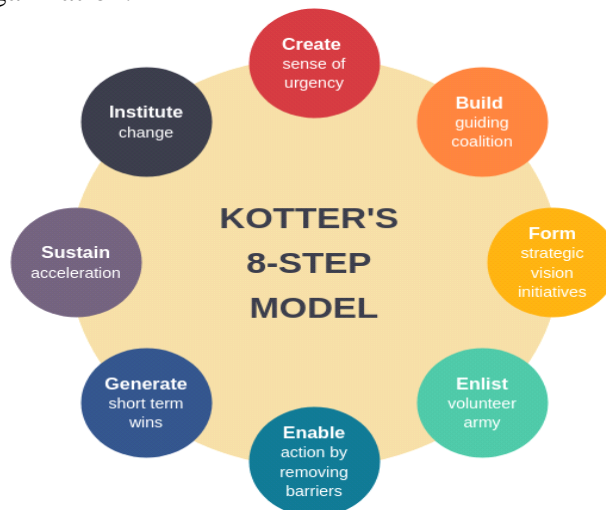 Create
sense of
urgency
Build
guiding
coalition
Form
strategic
vision
initiatives
Enlist
volunteer
army
Enable
action by
removing
barriers
Generate
short term
wins
Sustain
acceleration
Institute
change
KOTTER'S
8-STEP
MODEL